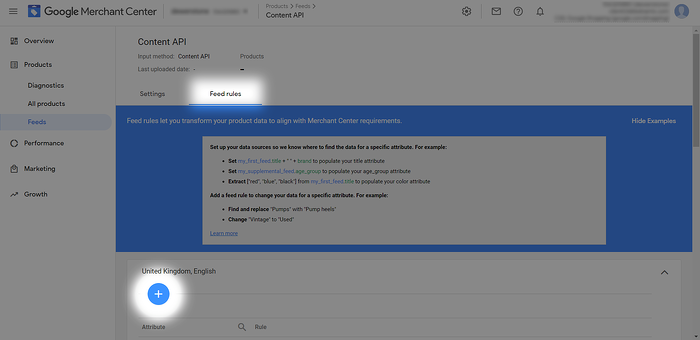 Google Merchant Center
Products > Feeds >
Content API
Overview
Products
Diagnostics
All products
Feeds
Performance
Marketing
Growth
Content API
Input method: Content API
Products
Last uploaded date: -
–
Settings
Feed rules
Feed rules let you transform your product data to align with Merchant Center requirements.
Hide Examples
Set up your data sources so we know where to find the data for a specific attribute. For example:
• Set my_first_feed.title + " " + brand to populate your title attribute
• Set my_supplemental_feed.age_group to populate your age_group attribute
• Extract ["red", "blue", "black"] from my_first_feed.title to populate your color attribute
Add a feed rule to change your data for a specific attribute. For example:
• Find and replace "Pumps" with "Pump heels"
• Change "Vintage" to "Used"
Learn more
United Kingdom, English
+
Attribute
Rule